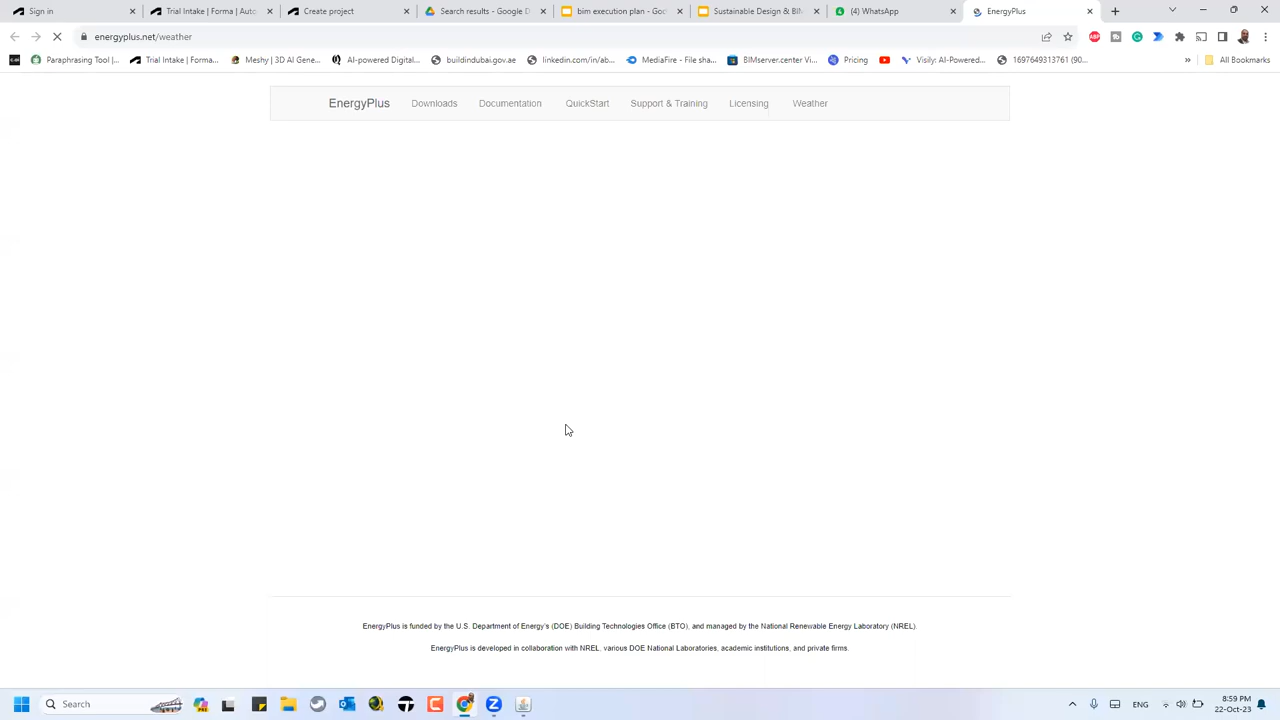 Sign in
Trial Intake | Forma | Auto
Create project
Search results - Google D
bim execution plan - Goo
Sustainable Design & BIM
(4) WhatsApp
EnergyPlus
energyplus.net/weather
Paraphrasing Tool |...
Trial Intake | Forma...
Meshy | 3D AI Gene...
AI-powered Digital...
buildindubai.gov.ae
linkedin.com/in/ab...
MediaFire - File sha...
BIMserver.center Vi...
Pricing
Visily: AI-Powered...
1697649313761 (90...
»
All Bookmarks
EnergyPlus Downloads Documentation QuickStart Support & Training Licensing Weather
EnergyPlus is funded by the U.S. Department of Energy's (DOE) Building Technologies Office (BTO), and managed by the National Renewable Energy Laboratory (NREL).
EnergyPlus is developed in collaboration with NREL, various DOE National Laboratories, academic institutions, and private firms.
Search
ENG
8:59 PM
22-Oct-23